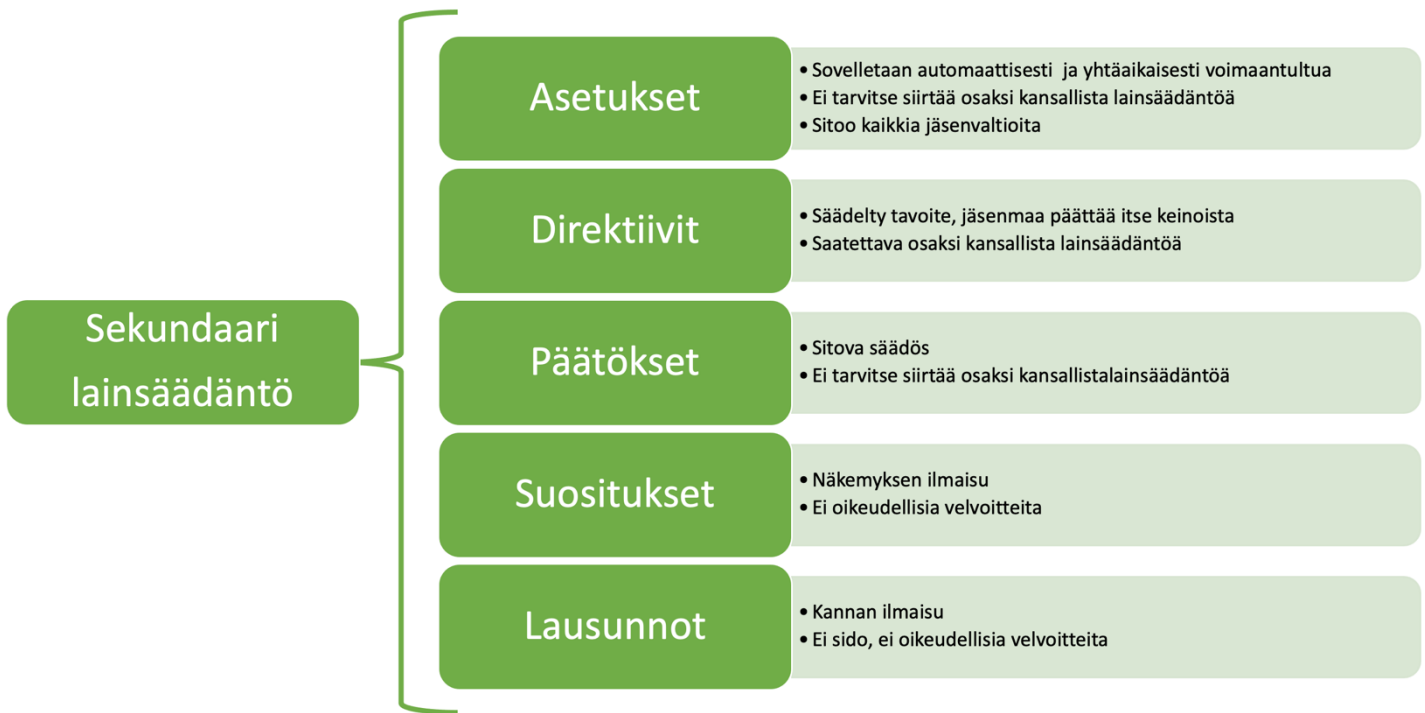 Sekundaari
lainsäädäntö
Asetukset
• Sovelletaan automaattisesti ja yhtäaikaisesti voimaantultua
• Ei tarvitse siirtää osaksi kansallista lainsäädäntöä
• Sitoo kaikkia jäsenvaltioita
Direktiivit
• Säädelty tavoite, jäsenmaa päättää itse keinoista
• Saatettava osaksi kansallista lainsäädäntöä
Päätökset
• Sitova säädös
• Ei tarvitse siirtää osaksi kansallistalainsäädäntöä
Suositukset
• Näkemyksen ilmaisu
• Ei oikeudellisia velvoitteita
Lausunnot
• Kannan ilmaisu
• Ei sido, ei oikeudellisia velvoitteita